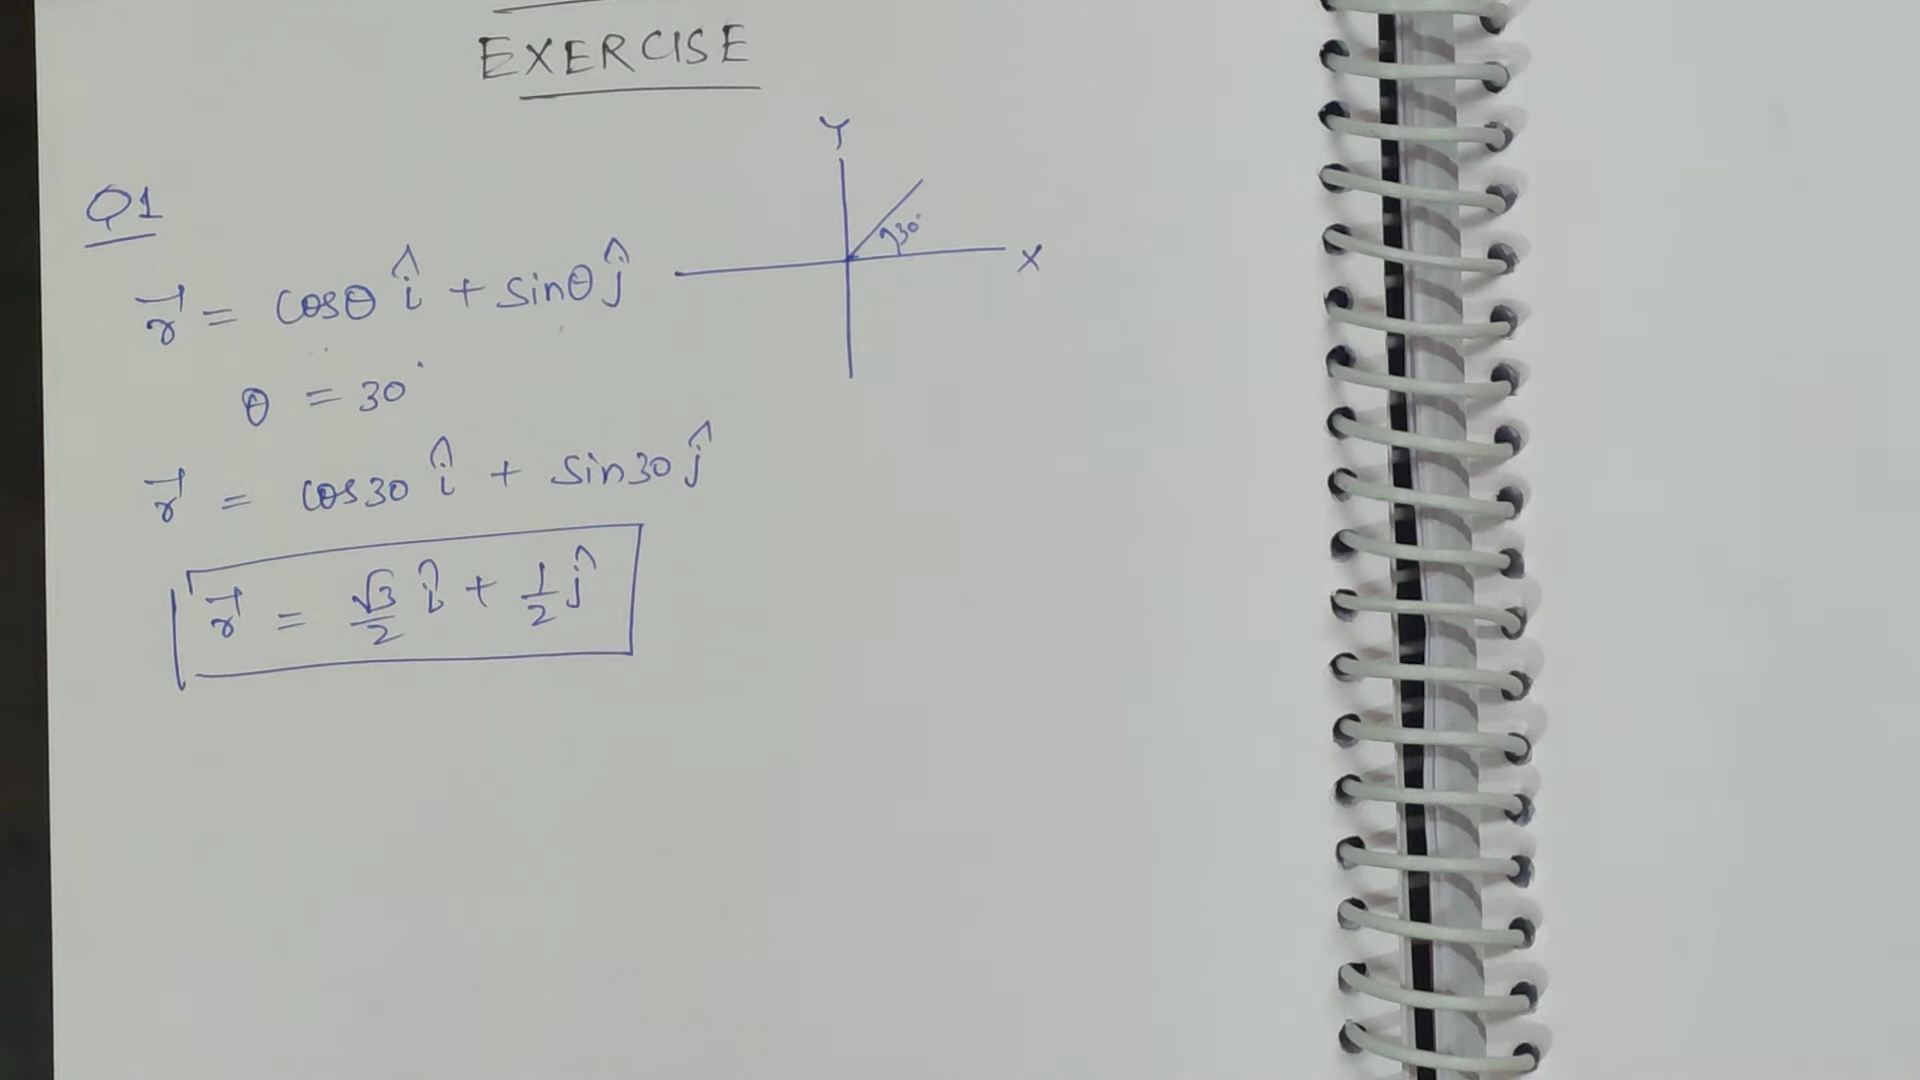 EXERCISE
Q1
Y
30°
X
r⃗ = cosθ î + sinθ ĵ
θ = 30°
r⃗ = cos30 î + sin30 ĵ
r⃗ = √3/2 î + 1/2 ĵ